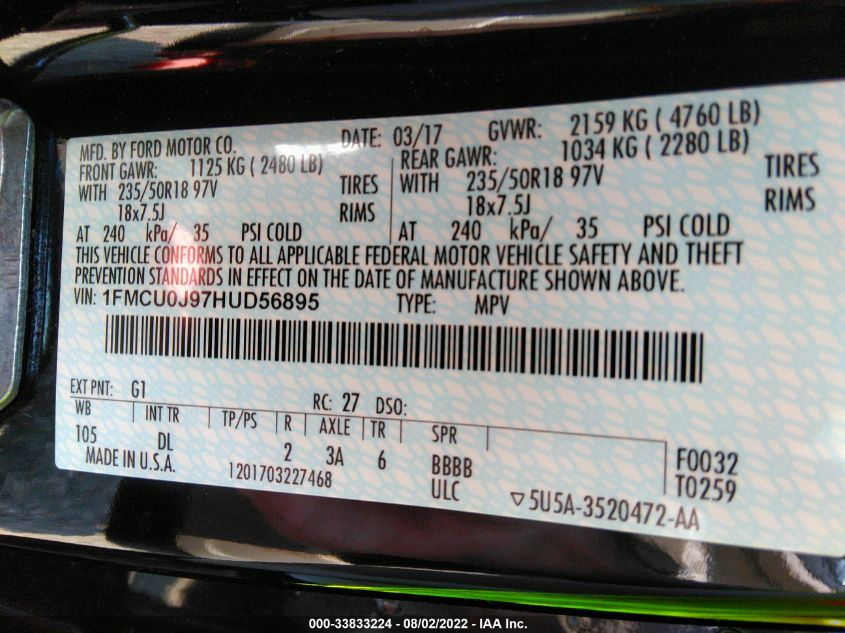 MFD. BY FORD MOTOR CO. DATE: 03/17 GVWR: 2159 KG ( 4760 LB)
FRONT GAWR: 1125 KG ( 2480 LB) REAR GAWR: 1034 KG ( 2280 LB)
WITH 235/50R18 97V TIRES WITH 235/50R18 97V TIRES
18x7.5J RIMS 18x7.5J RIMS
AT 240 kPa/ 35 PSI COLD AT 240 kPa/ 35 PSI COLD
THIS VEHICLE CONFORMS TO ALL APPLICABLE FEDERAL MOTOR VEHICLE SAFETY AND THEFT
PREVENTION STANDARDS IN EFFECT ON THE DATE OF MANUFACTURE SHOWN ABOVE.
VIN: 1FMCU0J97HUD56895 TYPE: MPV
EXT PNT: G1 RC: 27 DSO:
WB INT TR TP/PS R AXLE TR SPR
105 DL 2 3A 6 BBBB F0032
MADE IN U.S.A. 1201703227468 ULC ▽5U5A-3520472-AA T0259
000-33833224 - 08/02/2022 - IAA Inc.